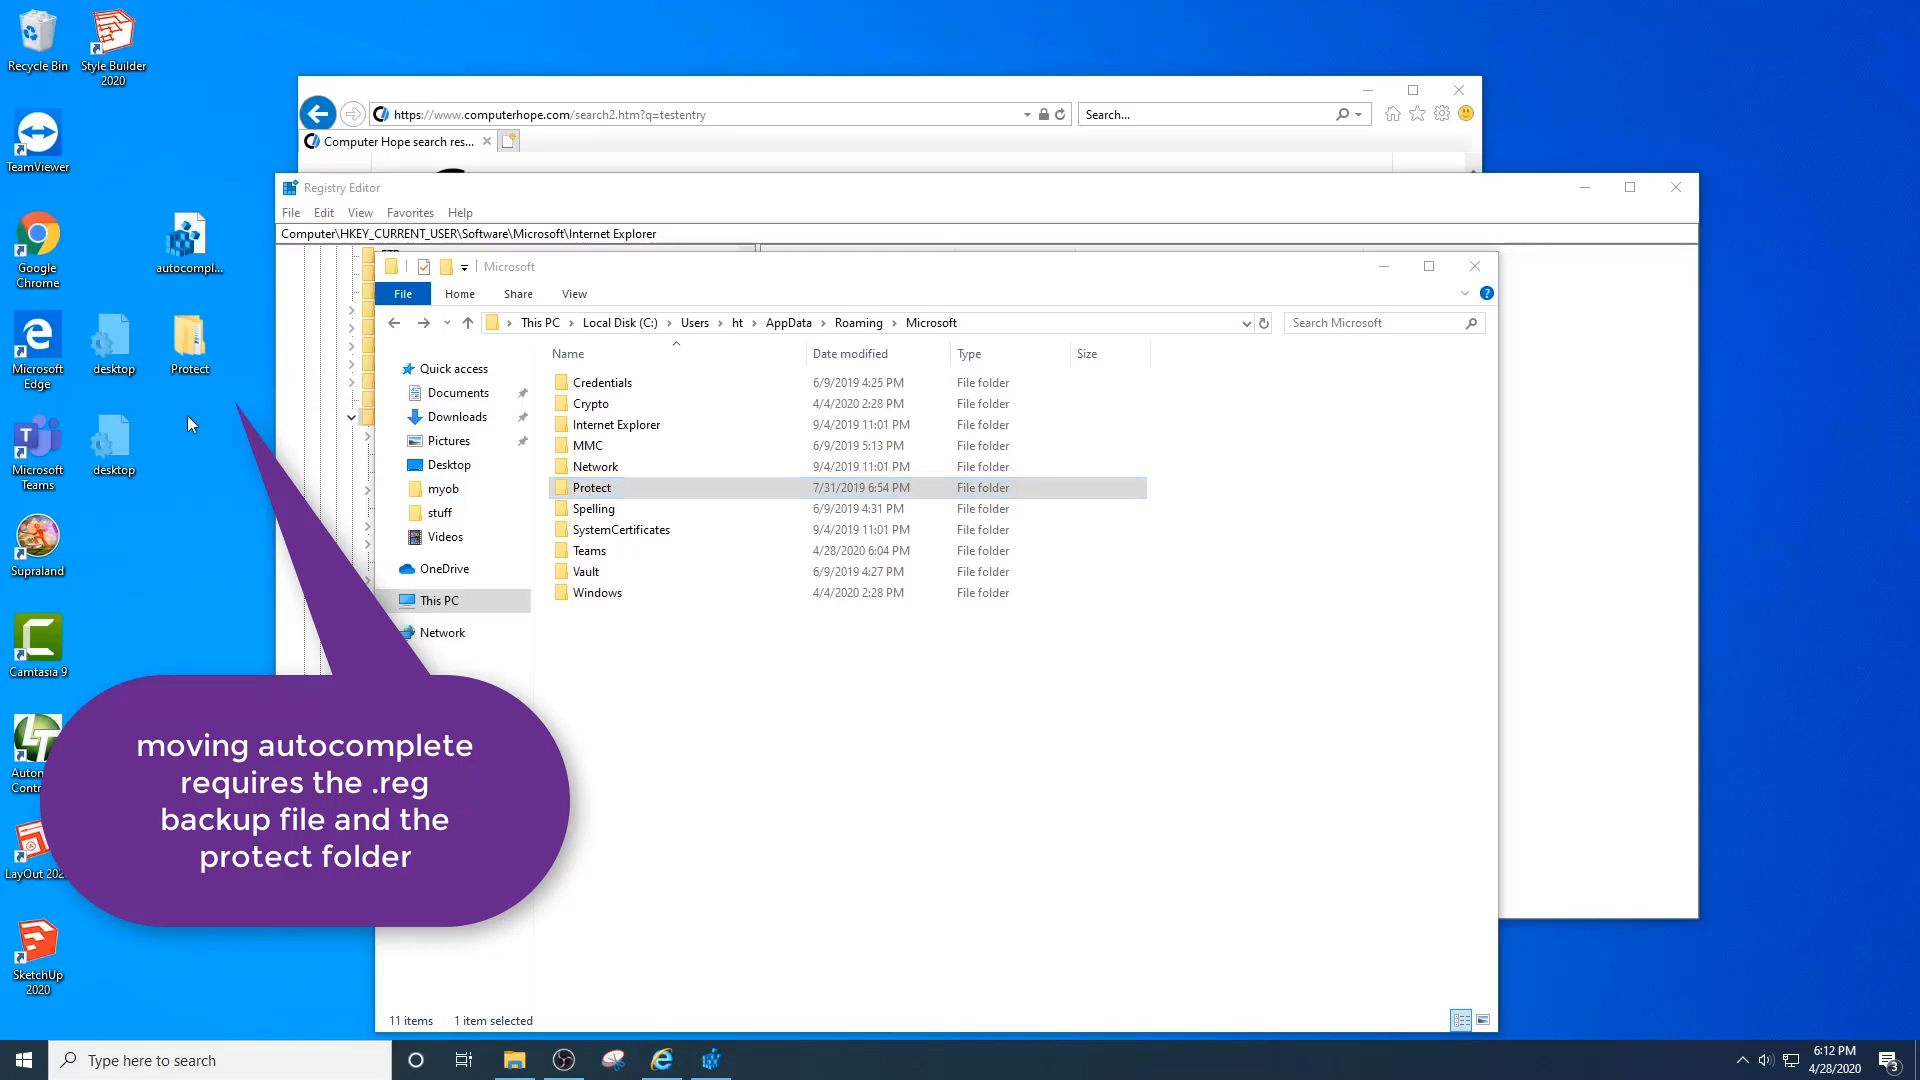 Recycle Bin
Style Builder
2020
TeamViewer
Google
Chrome
autocompl...
Microsoft
Edge
desktop
Protect
Microsoft
Teams
desktop
Supraland
Camtasia 9
LayOut 202
SketchUp
2020
https://www.computerhope.com/search2.htm?q=testentry
Search...
Computer Hope search res...
Registry Editor
File Edit View Favorites Help
Computer\HKEY_CURRENT_USER\Software\Microsoft\Internet Explorer
Microsoft
File Home Share View
This PC > Local Disk (C:) > Users > ht > AppData > Roaming > Microsoft
Search Microsoft
Quick access
Documents
Downloads
Pictures
Desktop
myob
stuff
Videos
OneDrive
This PC
Network
Name Date modified Type Size
Credentials 6/9/2019 4:25 PM File folder
Crypto 4/4/2020 2:28 PM File folder
Internet Explorer 9/4/2019 11:01 PM File folder
MMC 6/9/2019 5:13 PM File folder
Network 9/4/2019 11:01 PM File folder
Protect 7/31/2019 6:54 PM File folder
Spelling 6/9/2019 4:31 PM File folder
SystemCertificates 9/4/2019 11:01 PM File folder
Teams 4/28/2020 6:04 PM File folder
Vault 6/9/2019 4:27 PM File folder
Windows 4/4/2020 2:28 PM File folder
moving autocomplete
requires the .reg
backup file and the
protect folder
11 items 1 item selected
Type here to search
6:12 PM
4/28/2020
3